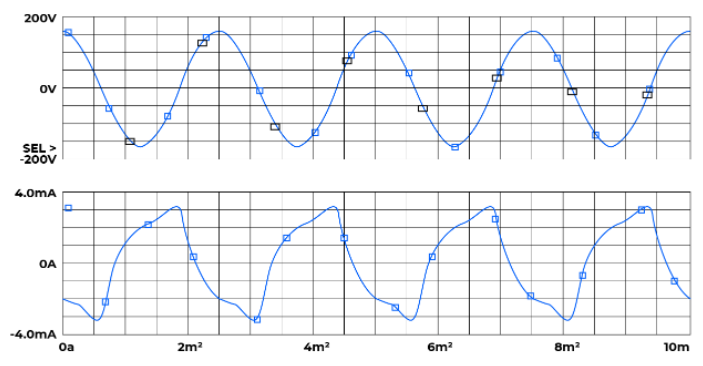 200V
0V
SEL >
-200V
4.0mA
0A
-4.0mA
0a 2m² 4m² 6m² 8m² 10m